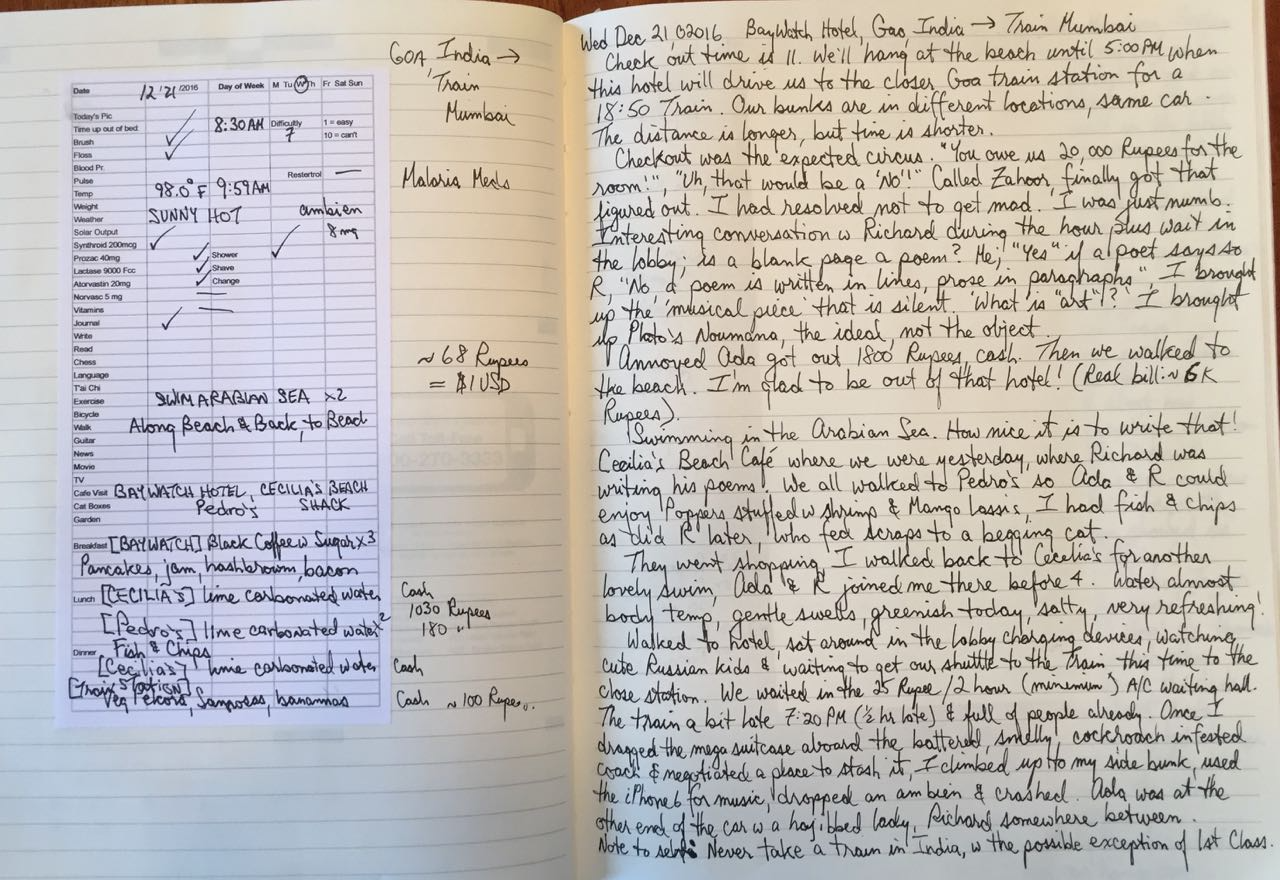 GOA India →
Train
Mumbai
Malaria Meds
~ 68 Rupees
= $1 USD
Cash
1030 Rupees
180 "
Cash
Cash ~ 100 Rupees.
Date 12/21/2016 Day of Week M Tu W Th Fr Sat Sun
Today's Pic
Time up out of bed 8:30AM Difficulty 7 1 = easy 10 = can't
Brush
Floss
Blood Pr.
Pulse Restertrol —
Temp 98.0°F 9:59AM
Weight
Weather SUNNY HOT ambien
Solar Output 8 mg
Synthroid 200mcg
Prozac 40mg Shower
Lactase 9000 Fcc Shave
Atorvastin 20mg Change
Norvasc 5 mg
Vitamins
Journal
Write
Read
Chess
Language
T'ai Chi
Exercise SWIM ARABIAN SEA x2
Bicycle
Walk Along Beach & Back, to Bead
Guitar
News
Movie
TV
Cafe Visit BAYWATCH HOTEL, CECILIA'S BEACH
Cat Boxes Pedro's SHACK
Garden
Breakfast [BAYWATCH] Black Coffee w Sugar x3
Pancakes, jam, hashbrown, bacon
Lunch [CECILIA'S] lime carbonated water
[Pedro's] lime carbonated water x2
Dinner Fish & Chips
[Cecilia's] lime carbonated water
[Train STATION]
Veg Pekora, Samposas, banannas
Wed Dec 21 02016 BayWatch Hotel, Gao, India → Train Mumbai
Check out time is 11. We'll hang at the beach until 5:00 PM when
this hotel will drive us to the closer Goa train station for a
18:50 Train. Our bunks are in different locations, same car.
The distance is longer, but time is shorter.
Checkout was the expected circus. "You owe us 20,000 Rupees for the
room!", "Uh, that would be a 'No'!" Called Zahoor finally got that
figured out. I had resolved not to get mad. I was just numb.
Interesting conversation w Richard during the hour plus wait in
the lobby; is a blank page a poem? Me; "Yes" if a poet says so
R, "No, a poem is written in lines, prose in paragraphs". I brought
up the 'musical piece' that is silent. 'What is "art"!?' I brought
up Plato's Noumana, the ideal, not the object.
Annoyed Ada got out 1800 Rupees, cash. Then we walked to
the beach. I'm glad to be out of that hotel! (Real bill: ~ 6K
Rupees).
Swimming in the Arabian Sea. How nice it is to write that!
Cecilia's Beach Café where we were yesterday, where Richard was
writing his poems! We all walked to Pedro's so Ada & R could
enjoy Poppers stuffed w shrimp & Mango Lassis, I had fish & chips
as did R later, who fed scraps to a begging cat.
They went shopping, I walked back to Cecelia's for another
lovely swim, Ada & R joined me there before 4. Water almost
body temp, gentle swells, greenish today, salty, very refreshing!
Walked to hotel, sat around in the lobby charging devices, watching
cute Russian kids & waiting to get our shuttle to the train this time to the
close station. We waited in the 25 Rupee/2 hour (minimum) A/C waiting hall.
The train a bit late 7:20 PM (½ hr late) & full of people already. Once I
dragged the mega suitcase aboard the battered, smelly cockroach infested
coach & negotiated a place to stash it, I climbed up to my side bunk, used
the iPhone6 for music, dropped an ambien & crashed. Ada was at the
other end of the car w a hajibbed lady, Richard somewhere between.
Note to self: Never take a train in India, w the possible exception of 1st Class.